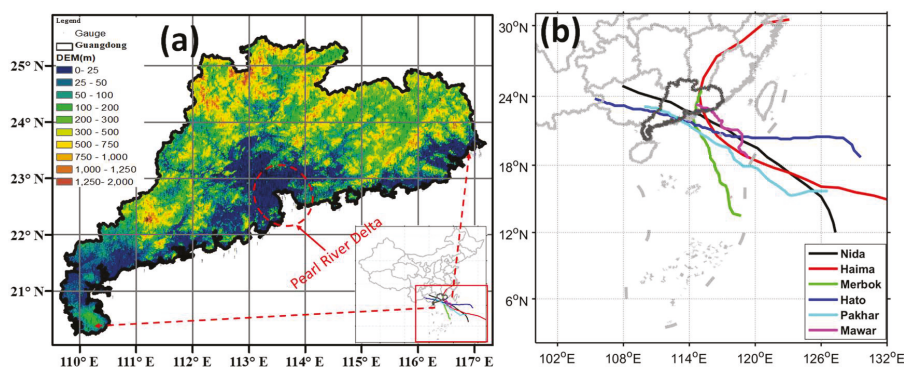 Legend
Gauge
Guangdong
DEM(m)
0- 25
25 - 50
50 - 100
100 - 200
200 - 300
300 - 500
500 - 750
750 - 1,000
1,000 - 1,250
1,250- 2,000
(a)
25° N
24° N
23° N
22° N
21° N
110° E
111° E
112° E
113° E
114° E
115° E
116° E
117° E
Pearl River Delta
(b)
30°N
24°N
18°N
12°N
6°N
102°E
108°E
114°E
120°E
126°E
132°E
Nida
Haima
Merbok
Hato
Pakhar
Mawar